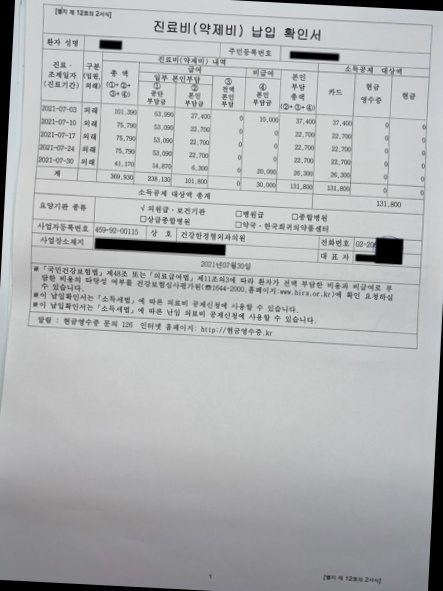 [별지 제 12호의 2서식]
진료비(약제비) 납입 확인서
환자 성명 주민등록번호
진료·조제일자 (진료기간) 구분 (입원,외래) 진료비(약제비) 내역 소득공제 대상액
총 액 (①+②+③+④) 급여 비급여 본인부담총액 (②+③+④) 카드 현금영수증 현금
일부 본인부담 ③ 전액본인부담 ④ 본인부담금
① 공단부담금 ② 본인부담금
2021-07-03 외래 101,390 53,990 27,400 0 10,000 37,400 37,400 0 0
2021-07-10 외래 75,790 53,090 22,700 0 0 22,700 22,700 0 0
2021-07-17 외래 75,790 53,090 22,700 0 0 22,700 22,700 0 0
2021-07-24 외래 75,790 53,090 22,700 0 0 22,700 22,700 0 0
2021-07-30 외래 41,170 14,870 6,300 0 20,000 26,300 26,300 0 0
계 369,930 238,130 101,800 0 30,000 131,800 131,800 0 0
소득공제 대상액 총계 131,800
요양기관 종류 √의원급·보건기관 □병원급 □종합병원
□상급종합병원 □약국·한국희귀의약품센터
사업자등록번호 459-92-00115 상 호 건강한정형외과의원 전화번호 02-20
사업장소재지 대 표 자
2021년07월30일
※「국민건강보험법」제48조 또는「의료급여법」제11조의3에 따라 환자가 전액 부담한 비용과 비급여로 부
담한 비용의 타당성 여부를 건강보험심사평가원(☎1644-2000,홈페이지:www.hira.or.kr)에 확인 요청하실
수 있습니다.
※이 납입확인서는「소득세법」에 따른 의료비 공제신청에 사용할 수 있습니다.
※이 납입확인서는「소득세법」에 따른 난임 의료비 공제신청에 사용할 수 있습니다.
알림 : 현금영수증 문의 126 인터넷 홈페이지: http://현금영수증.kr
1
[별지 제 12호의 2서식]